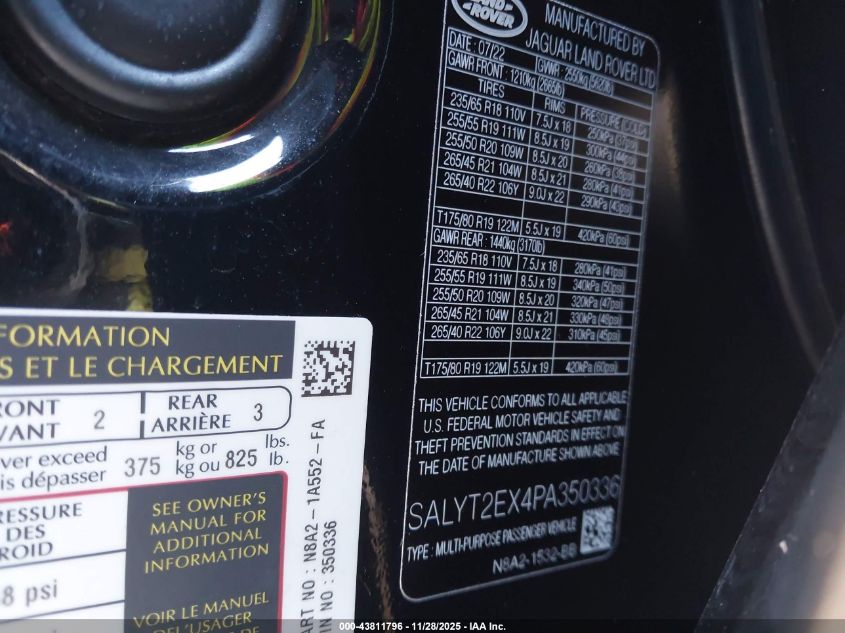 LAND
ROVER
MANUFACTURED BY
JAGUAR LAND ROVER LTD
DATE : 07/22 GVWR : 2550kg (5620lb)
GAWR FRONT : 1210kg (2665lb)
TIRES RIMS PRESSURE (COLD)
235/65 R18 110V 7.5J x 18
255/55 R19 111W 8.5J x 19 300kPa (44psi)
255/50 R20 109W 8.5J x 20 260kPa (38psi)
265/45 R21 104W 8.5J x 21 280kPa (41psi)
265/40 R22 106Y 9.0J x 22 290kPa (43psi)
T175/80 R19 122M 5.5J x 19 420kPa (60psi)
GAWR REAR : 1440kg (3170lb)
235/65 R18 110V 7.5J x 18 280kPa (41psi)
255/55 R19 111W 8.5J x 19 340kPa (50psi)
255/50 R20 109W 8.5J x 20 320kPa (47psi)
265/45 R21 104W 8.5J x 21 330kPa (48psi)
265/40 R22 106Y 9.0J x 22 310kPa (45psi)
T175/80 R19 122M 5.5J x 19 420kPa (60psi)
THIS VEHICLE CONFORMS TO ALL APPLICABLE
U.S. FEDERAL MOTOR VEHICLE SAFETY AND
THEFT PREVENTION STANDARDS IN EFFECT ON
THE DATE OF MANUFACTURE SHOWN ABOVE
SALYT2EX4PA350336
TYPE : MULTI-PURPOSE PASSENGER VEHICLE
N8A2-1532-BB
FORMATION
S ET LE CHARGEMENT
RONT 2 REAR 3
VANT ARRIÈRE
ver exceed 375 kg or 825 lbs.
is dépasser kg ou lb.
RESSURE
DES
ROID
8 psi
SEE OWNER'S
MANUAL FOR
ADDITIONAL
INFORMATION
VOIR LE MANUEL
DE L'USAGER
ART NO : N8A2-1A552-FA
IN NO : 350336
000-43811796 - 11/28/2025 - IAA Inc.